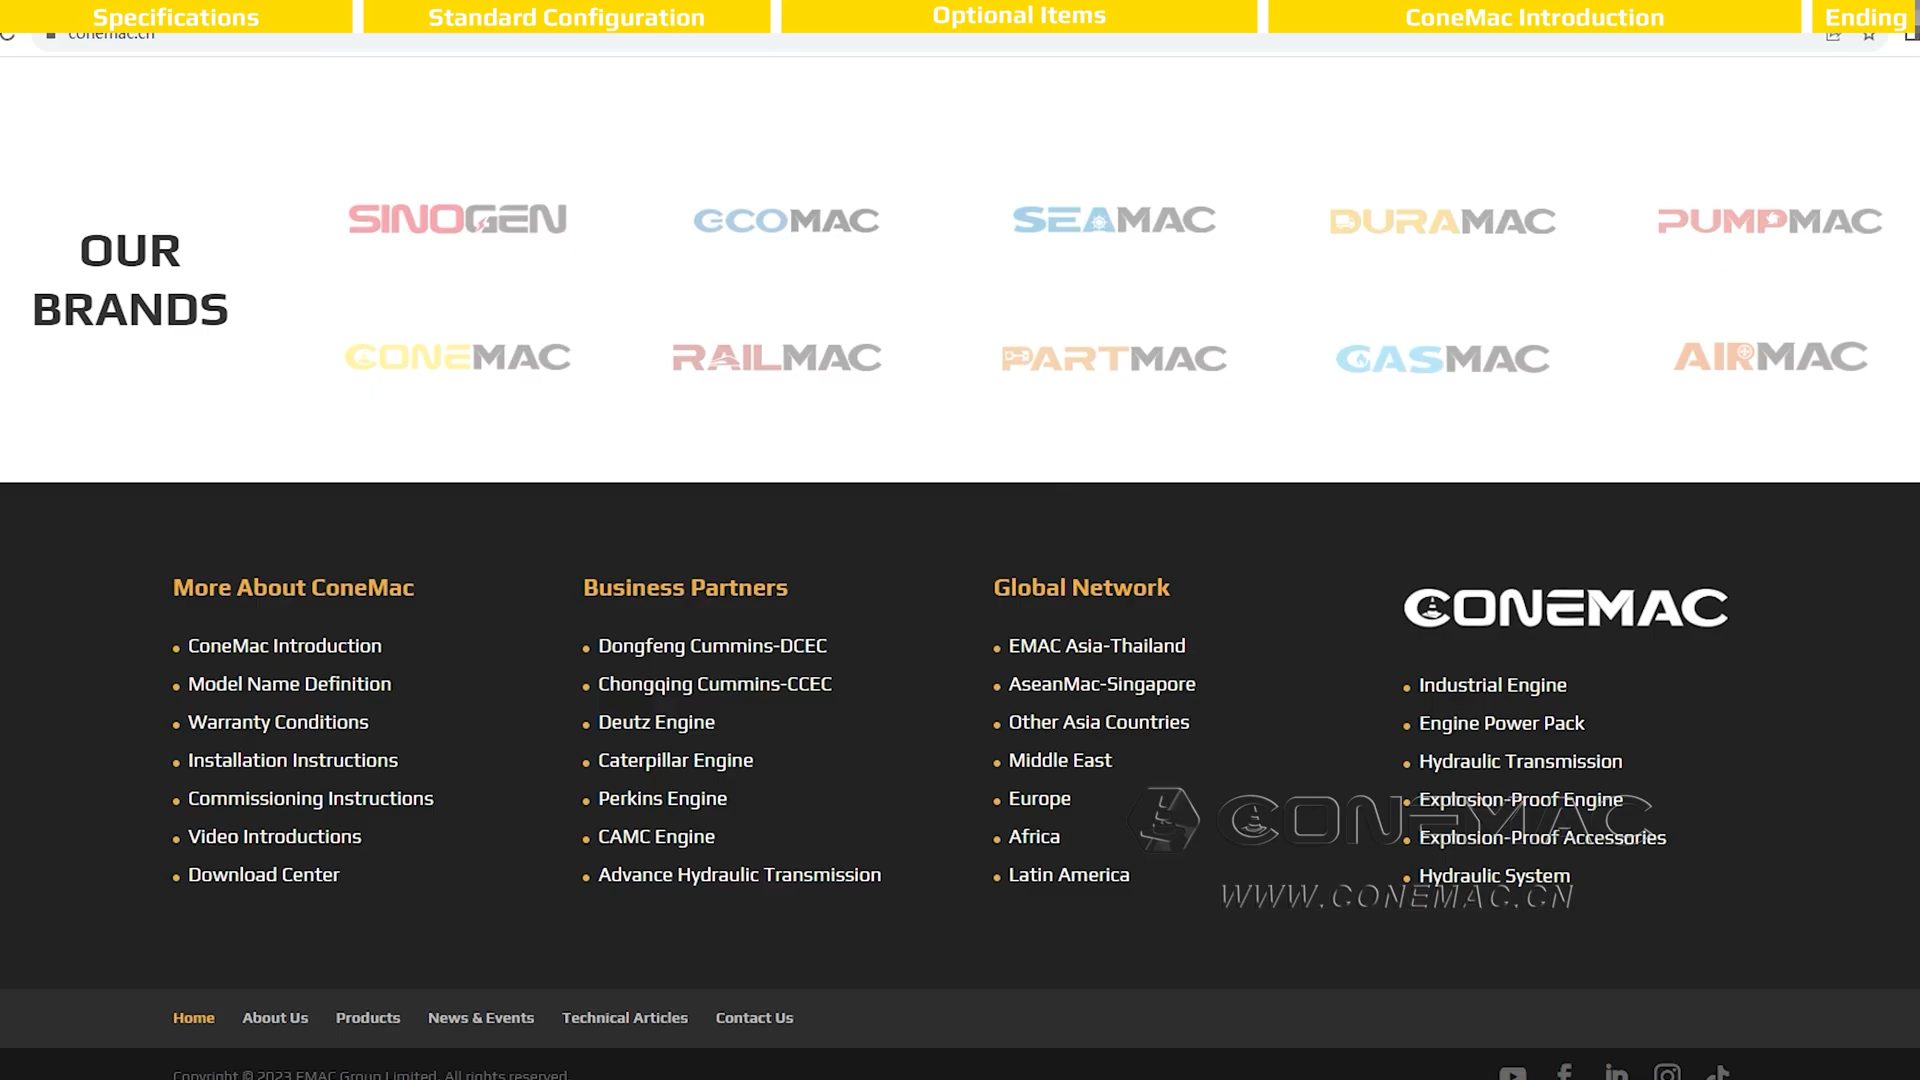 Specifications
Standard Configuration
Optional Items
ConeMac Introduction
Ending
conemac.cn
OUR
BRANDS
SINOGEN
ECOMAC
SEAMAC
DURAMAC
PUMPMAC
CONEMAC
RAILMAC
PARTMAC
GASMAC
AIRMAC
More About ConeMac
ConeMac Introduction
Model Name Definition
Warranty Conditions
Installation Instructions
Commissioning Instructions
Video Introductions
Download Center
Business Partners
Dongfeng Cummins-DCEC
Chongqing Cummins-CCEC
Deutz Engine
Caterpillar Engine
Perkins Engine
CAMC Engine
Advance Hydraulic Transmission
Global Network
EMAC Asia-Thailand
AseanMac-Singapore
Other Asia Countries
Middle East
Europe
Africa
Latin America
CONEMAC
Industrial Engine
Engine Power Pack
Hydraulic Transmission
Explosion-Proof Engine
Explosion-Proof Accessories
Hydraulic System
CONEMAC
WWW.CONEMAC.CN
Home
About Us
Products
News & Events
Technical Articles
Contact Us
Copyright © 2023 EMAC Group Limited. All rights reserved.